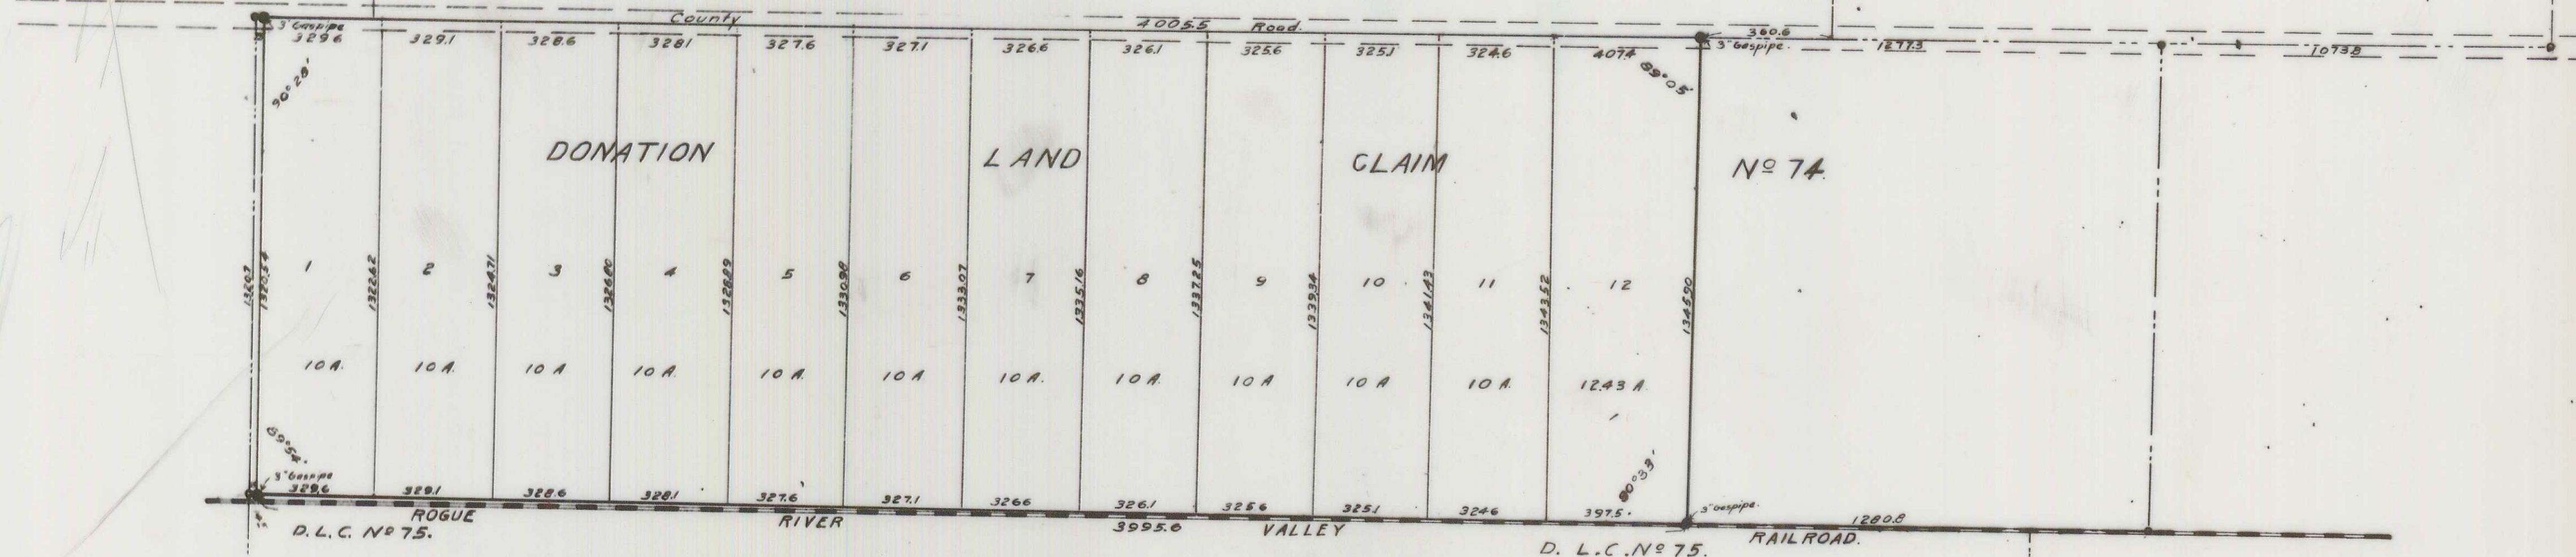 County 4005.5 Road.
3" Gaspipe 360.6
329.6 329.1 328.6 328.1 327.6 327.1 326.6 326.1 325.6 325.1 324.6 407.4 3" Gaspipe. 1277.3 1073.8
90°28' 89°05'
DONATION LAND CLAIM Nº 74.
1 2 3 4 5 6 7 8 9 10 11 12
1320.7 1320.54 1322.62 1324.71 1326.80 1328.89 1330.98 1333.07 1335.16 1337.25 1339.34 1341.43 1343.52 1345.90
10 A. 10 A. 10 A 10 A. 10 A. 10 A 10 A. 10 A. 10 A 10 A 10 A. 12.43 A.
89°54' 90°33'
3" Gaspipe 3" Gaspipe.
329.6 329.1 328.6 328.1 327.6 327.1 326.6 326.1 325.6 325.1 324.6 397.5 1280.8
ROGUE RIVER 3995.6 VALLEY RAILROAD.
D. L. C. Nº 75. D. L. C. Nº 75.